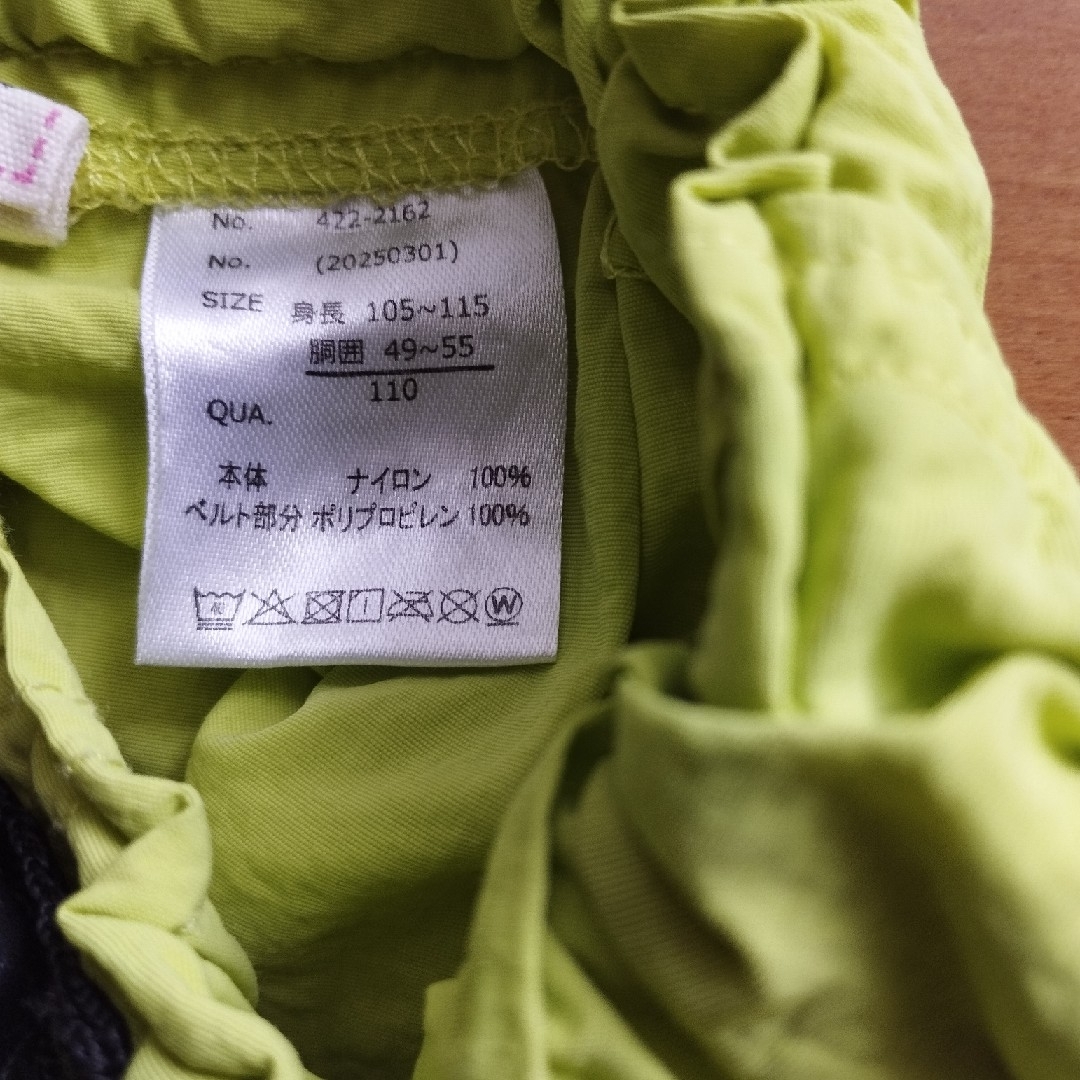 No. 422-2162
No. (20250301)
SIZE 身長 105~115
胴囲 49~55
110
QUA.
本体 ナイロン 100%
ベルト部分 ポリプロピレン 100%
W